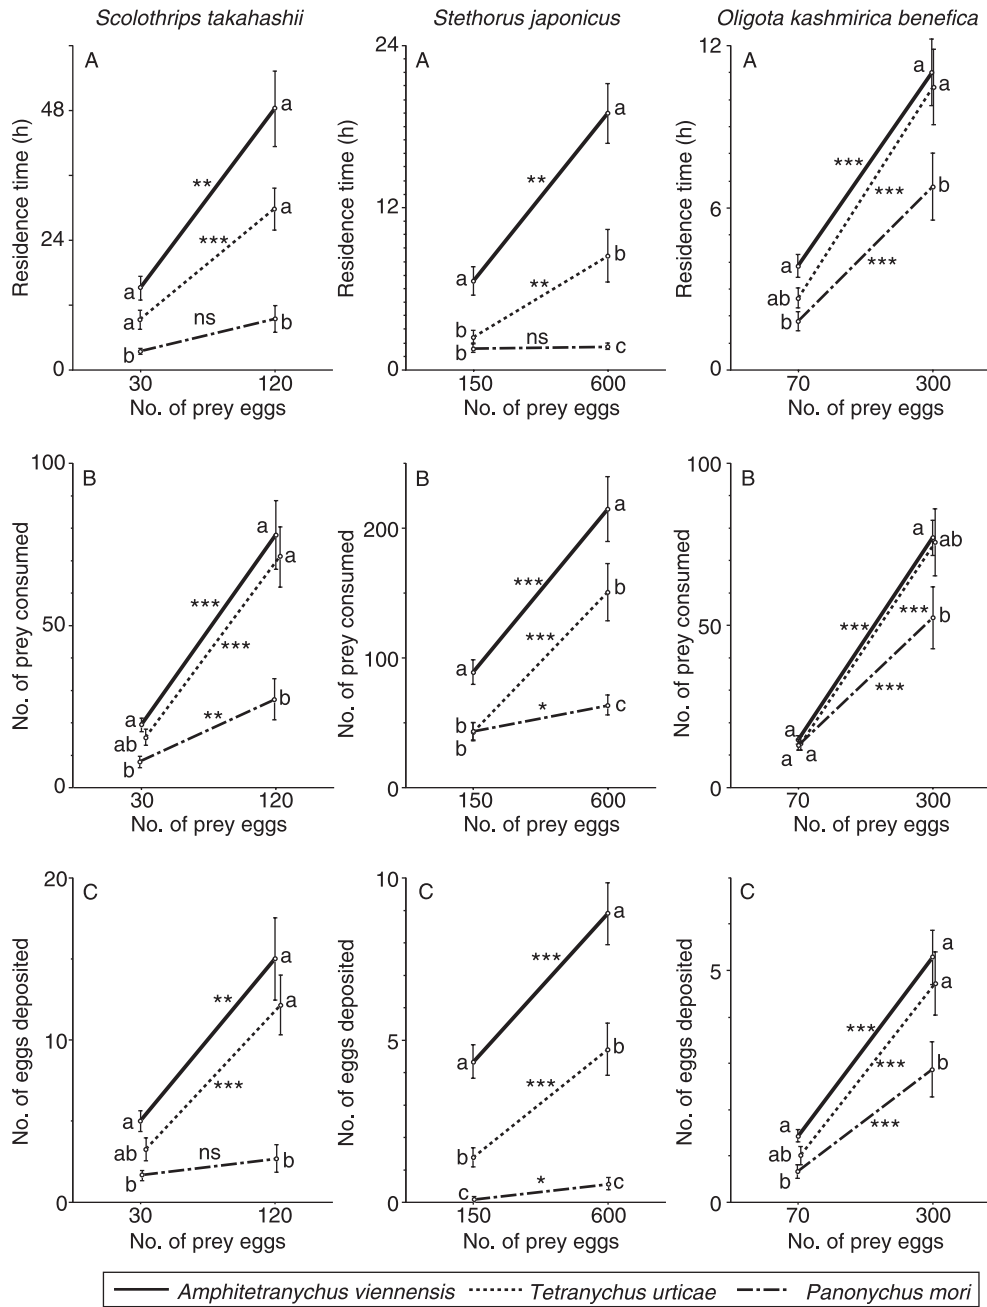 Scolothrips takahashii
Stethorus japonicus
Oligota kashmirica benefica
A
Residence time (h)
48
24
0
a
a
b
**
***
ns
a
a
b
30
120
No. of prey eggs
A
Residence time (h)
24
12
0
a
b
b
**
**
ns
a
b
c
150
600
No. of prey eggs
A
Residence time (h)
12
6
0
a
ab
b
***
***
***
a
a
b
70
300
No. of prey eggs
B
No. of prey consumed
100
50
0
a
ab
b
***
***
**
a
a
b
30
120
No. of prey eggs
B
No. of prey consumed
200
100
0
a
b
b
***
***
*
a
b
c
150
600
No. of prey eggs
B
No. of prey consumed
100
50
0
a
a
a
***
***
***
a
ab
b
70
300
No. of prey eggs
C
No. of eggs deposited
20
10
0
a
ab
b
**
***
ns
a
a
b
30
120
No. of prey eggs
C
No. of eggs deposited
10
5
0
a
b
c
***
***
*
a
b
c
150
600
No. of prey eggs
C
No. of eggs deposited
5
0
a
ab
b
***
***
***
a
a
b
70
300
No. of prey eggs
Amphitetranychus viennensis
Tetranychus urticae
Panonychus mori